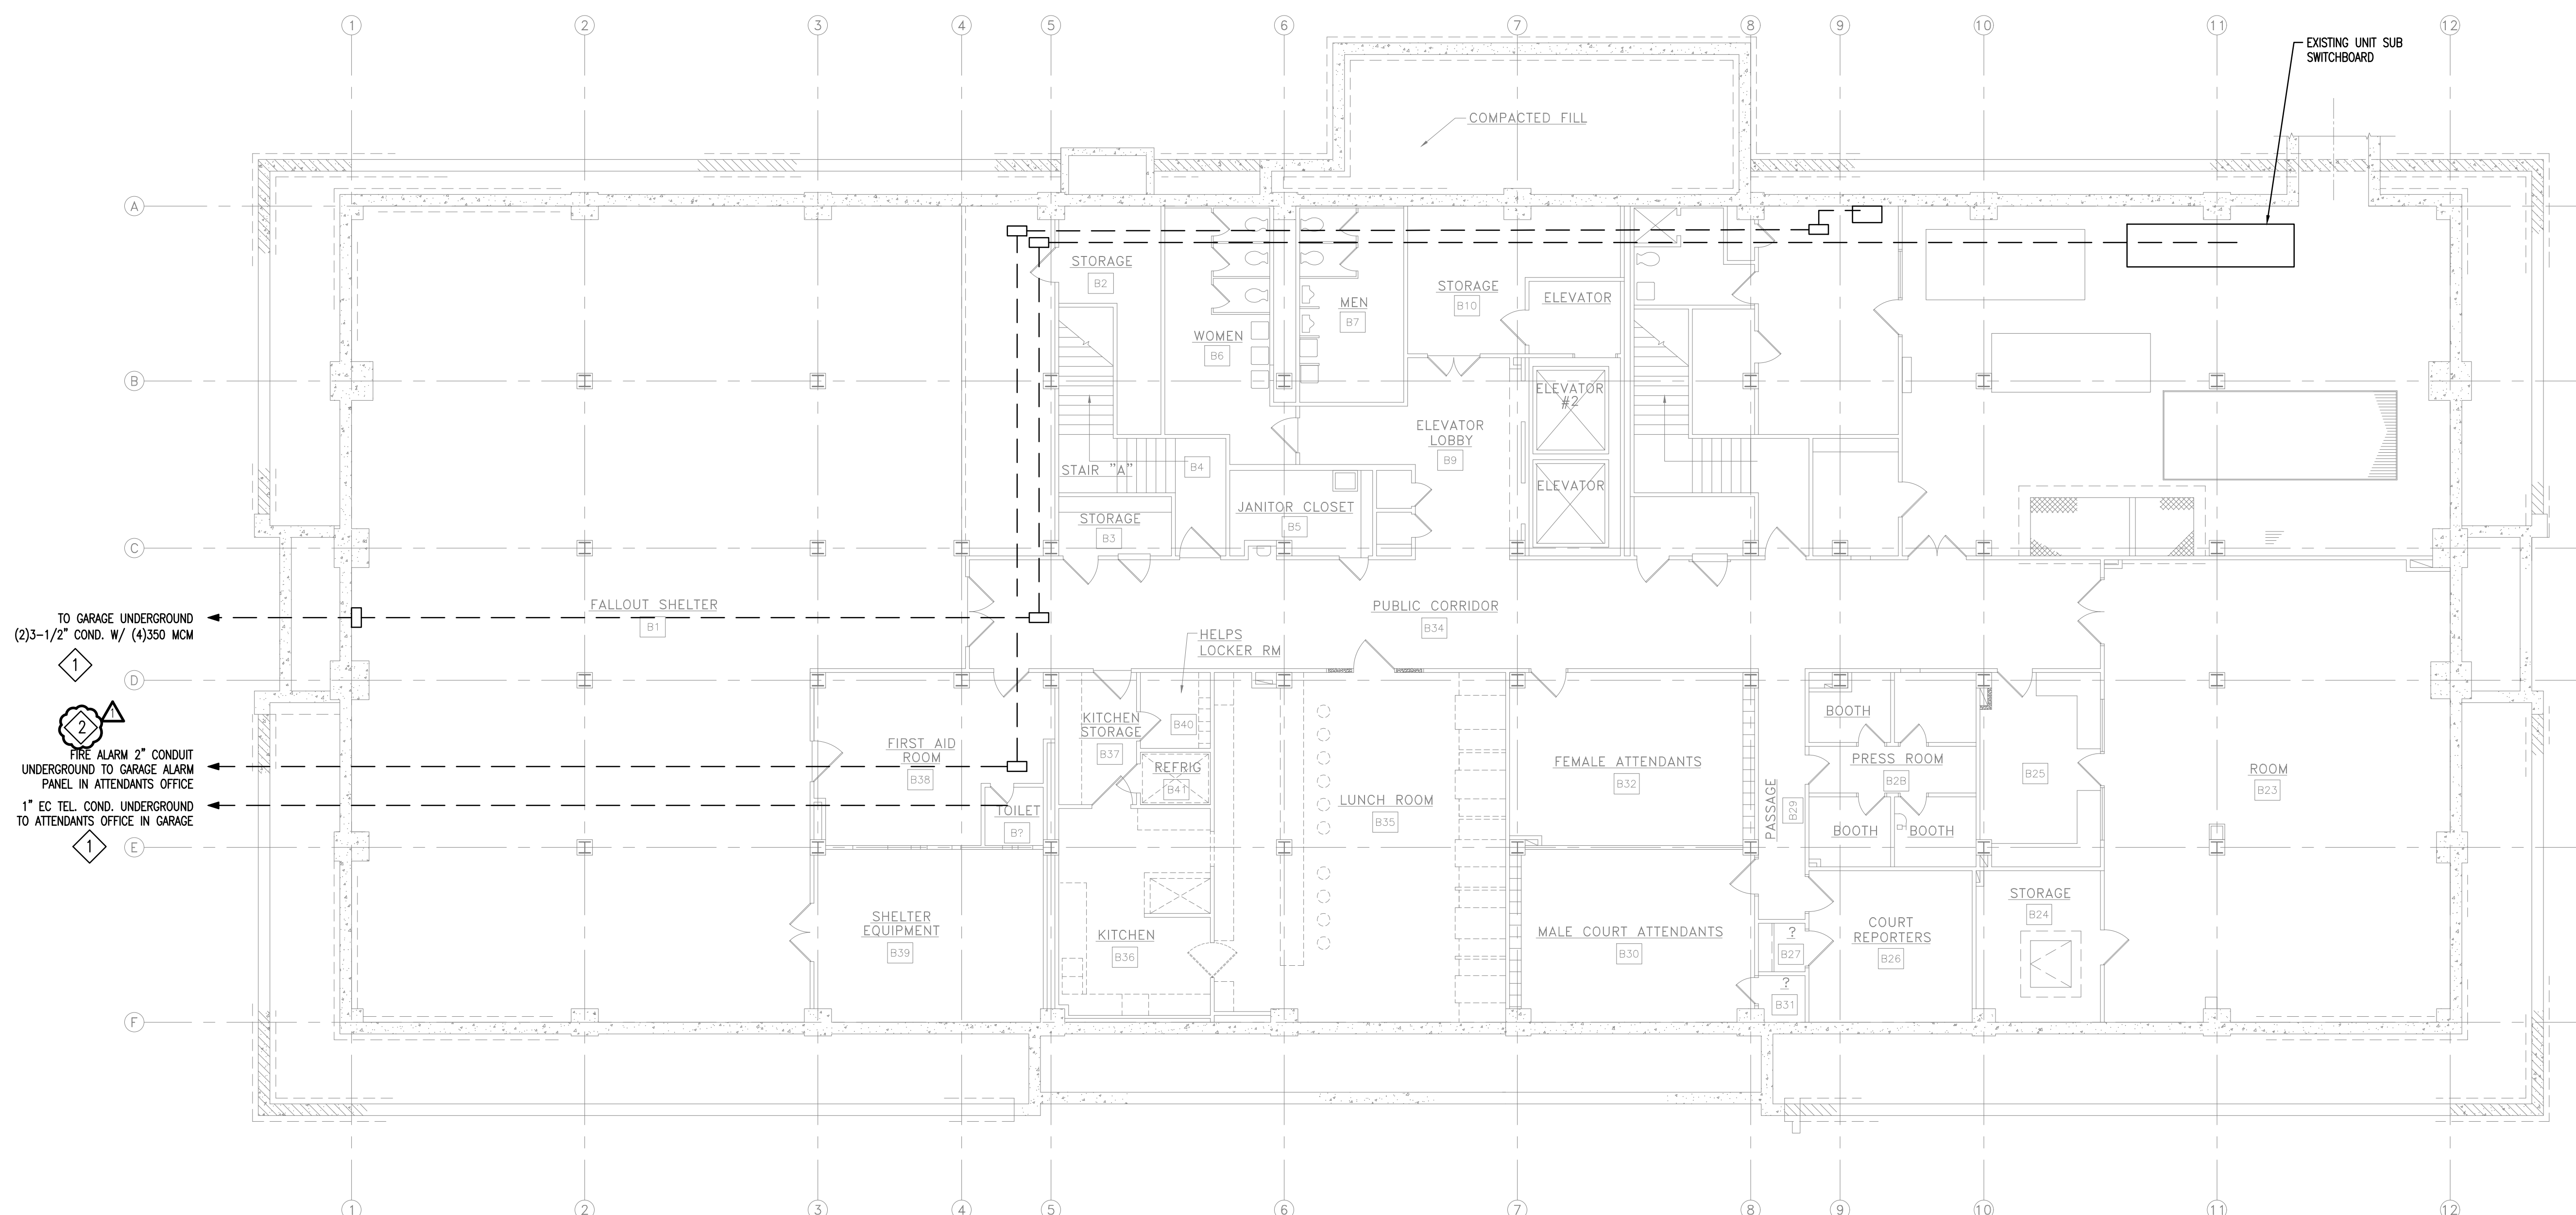 1 2 3 4 5 6 7 8 9 10 11 12
EXISTING UNIT SUB
SWITCHBOARD
COMPACTED FILL
A
STORAGE
B2
WOMEN
B6
MEN
B7
STORAGE
B10
ELEVATOR
B
ELEVATOR
#2
ELEVATOR
LOBBY
B9
STAIR "A"
B4
ELEVATOR
JANITOR CLOSET
B5
STORAGE
B3
C
TO GARAGE UNDERGROUND
(2)3-1/2" COND. W/ (4)350 MCM
1
FALLOUT SHELTER
B1
PUBLIC CORRIDOR
B34
HELPS
LOCKER RM
D
2
1
FIRE ALARM 2" CONDUIT
UNDERGROUND TO GARAGE ALARM
PANEL IN ATTENDANTS OFFICE
1" EC TEL. COND. UNDERGROUND
TO ATTENDANTS OFFICE IN GARAGE
1
E
FIRST AID
ROOM
B38
KITCHEN
STORAGE
B37
B40
REFRIG
B41
TOILET
B?
LUNCH ROOM
B35
FEMALE ATTENDANTS
B32
PASSAGE
B29
BOOTH
PRESS ROOM
B2B
BOOTH
BOOTH
B25
ROOM
B23
SHELTER
EQUIPMENT
B39
KITCHEN
B36
MALE COURT ATTENDANTS
B30
?
B27
?
B31
COURT
REPORTERS
B26
STORAGE
B24
F
1 2 3 4 5 6 7 8 9 10 11 12